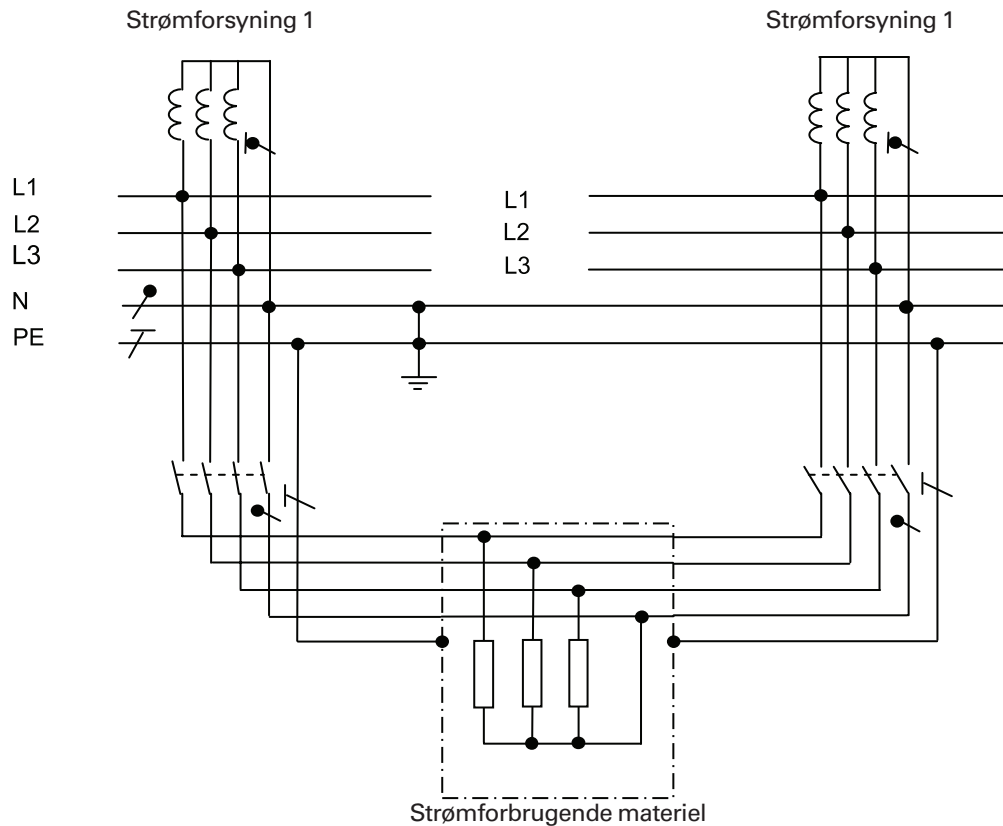 Strømforsyning 1
Strømforsyning 1
L1
L2
L3
N
PE
L1
L2
L3
Strømforbrugende materiel